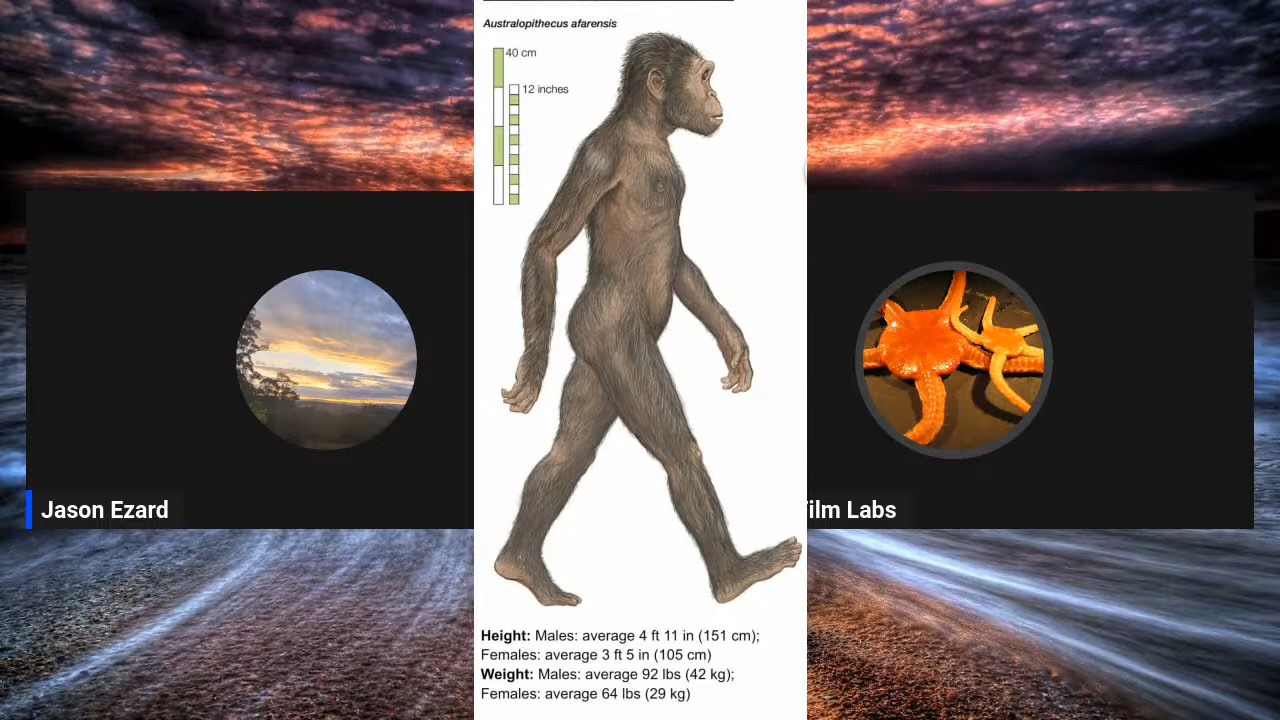 Australopithecus afarensis
40 cm
12 inches
Jason Ezard
ilm Labs
Height: Males: average 4 ft 11 in (151 cm);
Females: average 3 ft 5 in (105 cm)
Weight: Males: average 92 lbs (42 kg);
Females: average 64 lbs (29 kg)